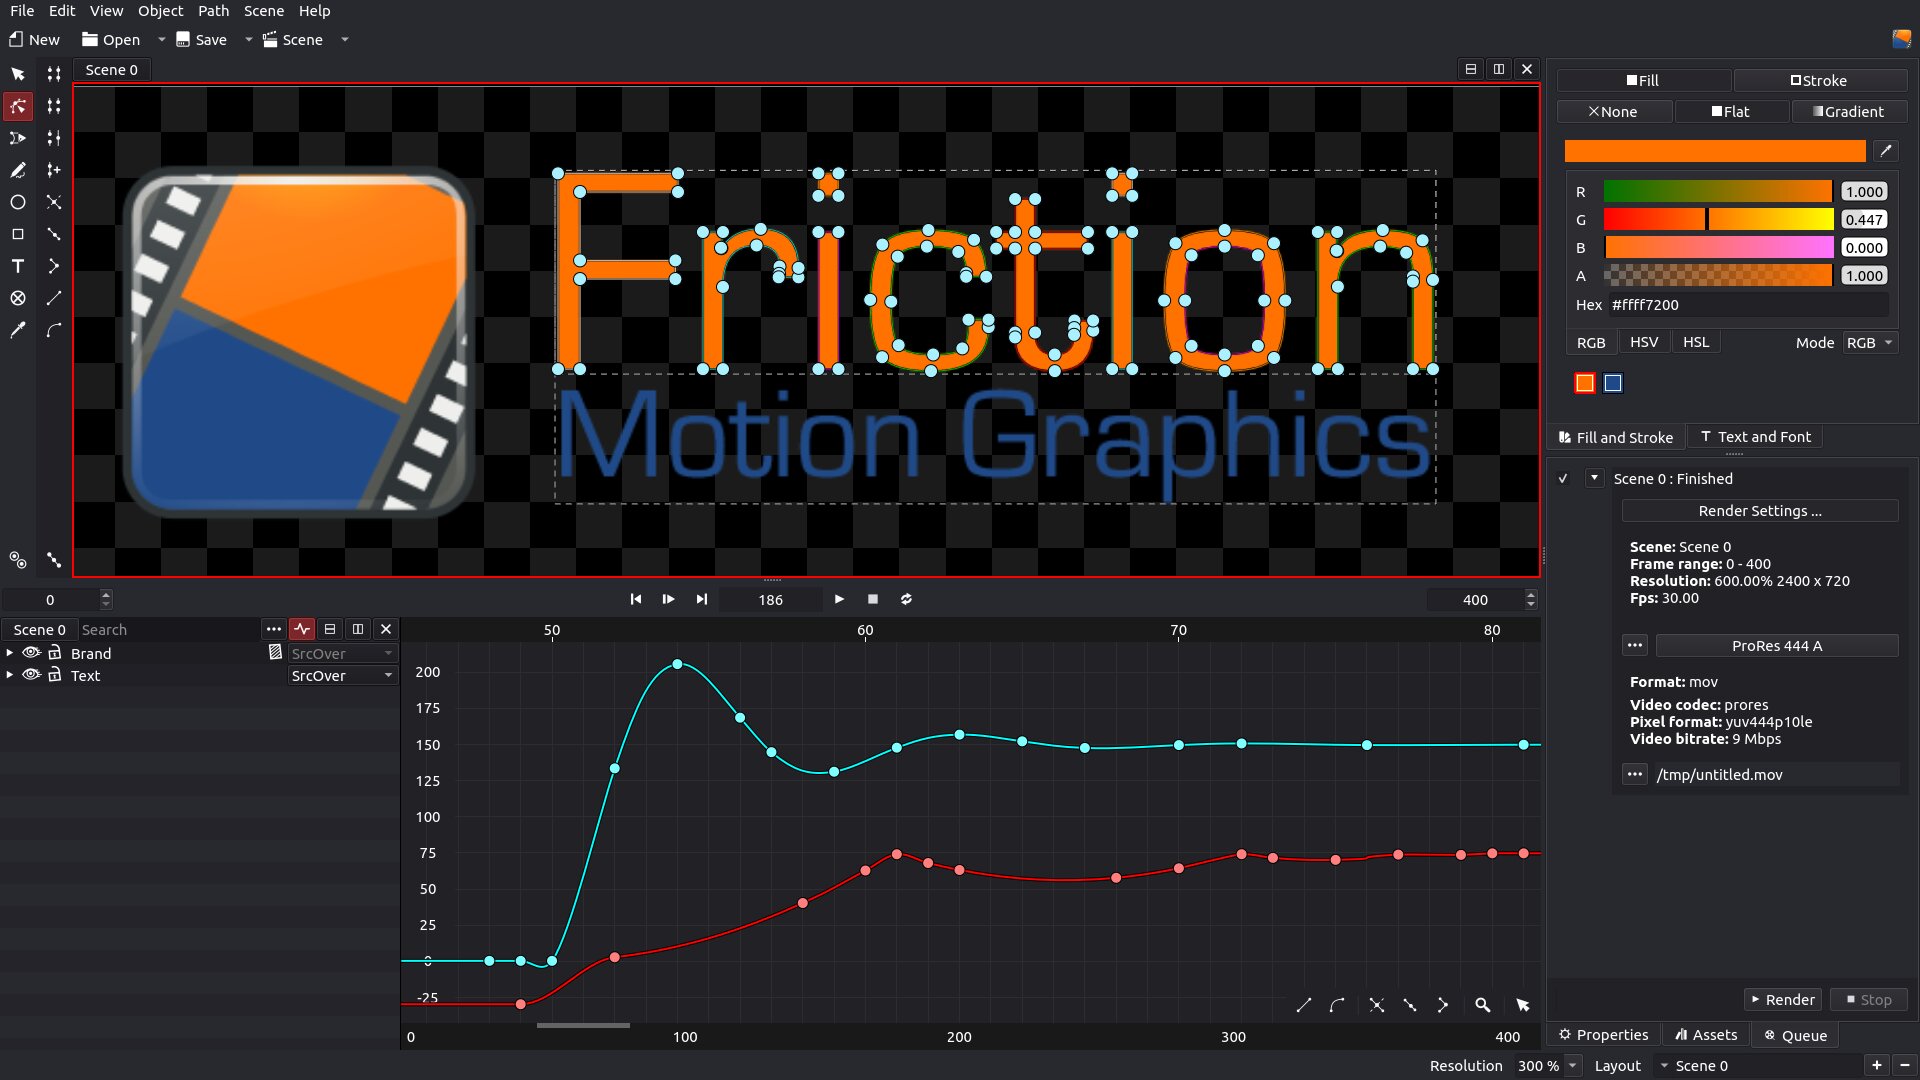 File Edit View Object Path Scene Help
New Open Save Scene
Scene 0
Friction
Motion Graphics
0 186 400
Scene 0 Search
Brand SrcOver
Text SrcOver
50 60 70 80
200
175
150
125
100
75
50
25
0
-25
0 100 200 300 400
Fill Stroke
None Flat Gradient
R 1.000
G 0.447
B 0.000
A 1.000
Hex #ffff7200
RGB HSV HSL Mode RGB
Fill and Stroke Text and Font
Scene 0 : Finished
Render Settings ...
Scene: Scene 0
Frame range: 0 - 400
Resolution: 600.00% 2400 x 720
Fps: 30.00
ProRes 444 A
Format: mov
Video codec: prores
Pixel format: yuv444p10le
Video bitrate: 9 Mbps
/tmp/untitled.mov
Render Stop
Properties Assets Queue
Resolution 300 % Layout Scene 0